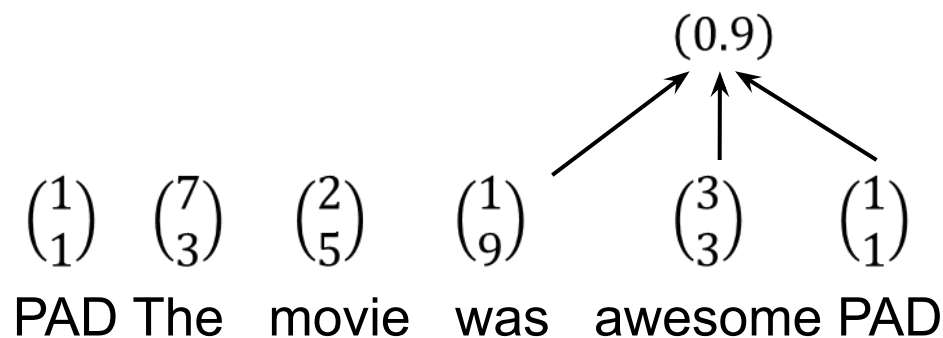 (0.9)
(1 1) (7 3) (2 5) (1 9) (3 3) (1 1)
PAD The movie was awesome PAD